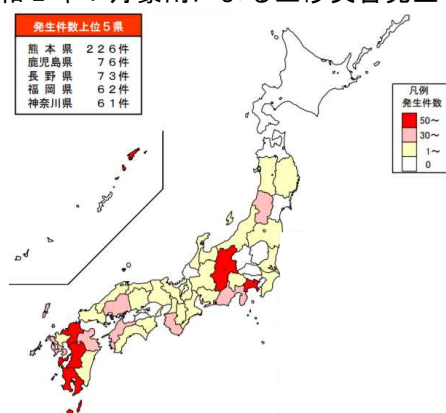 発生件数上位5県
熊本県 226件
鹿児島県 76件
長野県 73件
福岡県 62件
神奈川県 61件
凡例
発生件数
50～
30～
1～
0